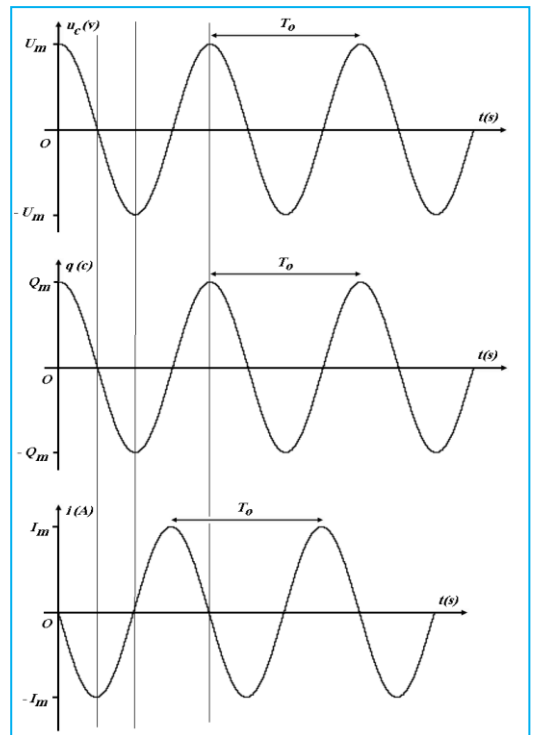 u_c (v)
T_o
U_m
t(s)
O
- U_m
q (c)
T_o
Q_m
t(s)
O
- Q_m
i (A)
T_o
I_m
t(s)
O
- I_m